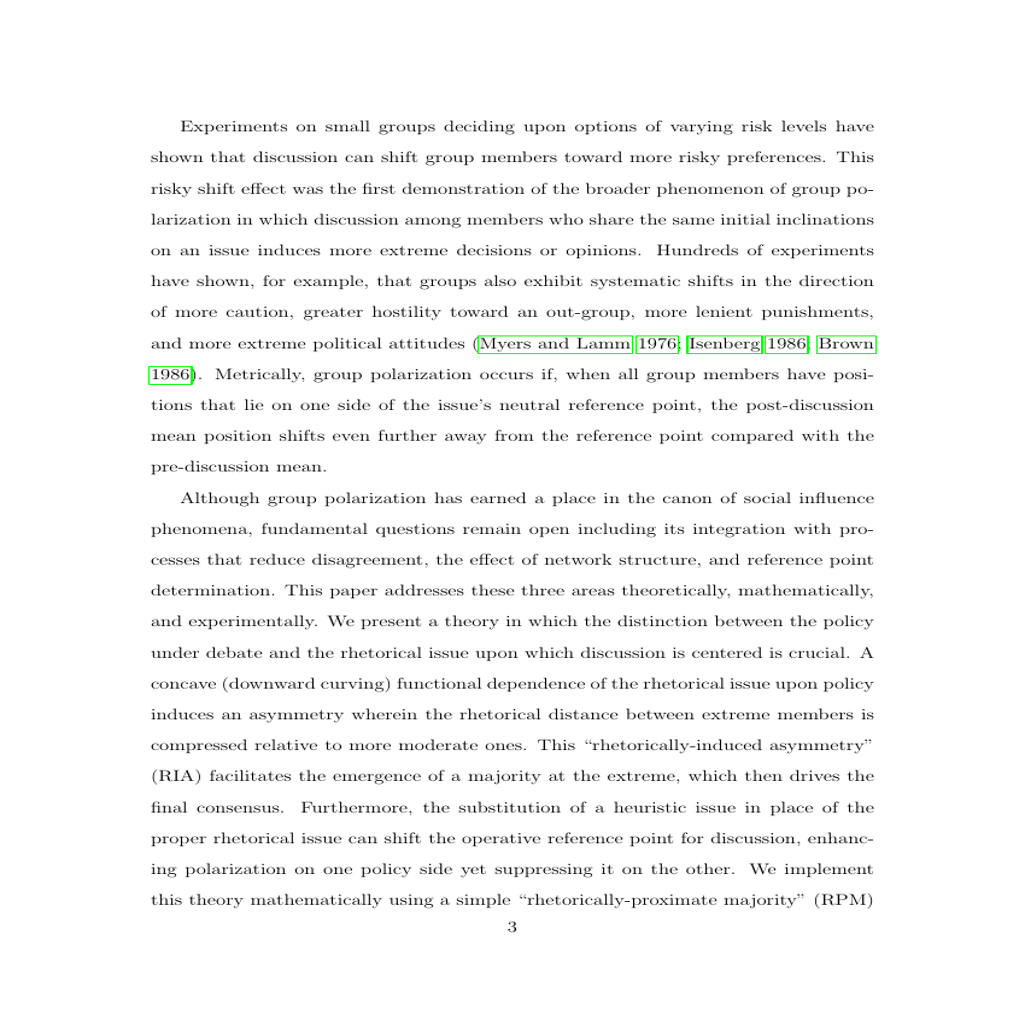 Experiments on small groups deciding upon options of varying risk levels have
shown that discussion can shift group members toward more risky preferences. This
risky shift effect was the first demonstration of the broader phenomenon of group po-
larization in which discussion among members who share the same initial inclinations
on an issue induces more extreme decisions or opinions. Hundreds of experiments
have shown, for example, that groups also exhibit systematic shifts in the direction
of more caution, greater hostility toward an out-group, more lenient punishments,
and more extreme political attitudes (Myers and Lamm 1976; Isenberg 1986; Brown
1986). Metrically, group polarization occurs if, when all group members have posi-
tions that lie on one side of the issue's neutral reference point, the post-discussion
mean position shifts even further away from the reference point compared with the
pre-discussion mean.
Although group polarization has earned a place in the canon of social influence
phenomena, fundamental questions remain open including its integration with pro-
cesses that reduce disagreement, the effect of network structure, and reference point
determination. This paper addresses these three areas theoretically, mathematically,
and experimentally. We present a theory in which the distinction between the policy
under debate and the rhetorical issue upon which discussion is centered is crucial. A
concave (downward curving) functional dependence of the rhetorical issue upon policy
induces an asymmetry wherein the rhetorical distance between extreme members is
compressed relative to more moderate ones. This “rhetorically-induced asymmetry”
(RIA) facilitates the emergence of a majority at the extreme, which then drives the
final consensus. Furthermore, the substitution of a heuristic issue in place of the
proper rhetorical issue can shift the operative reference point for discussion, enhanc-
ing polarization on one policy side yet suppressing it on the other. We implement
this theory mathematically using a simple “rhetorically-proximate majority” (RPM)
3